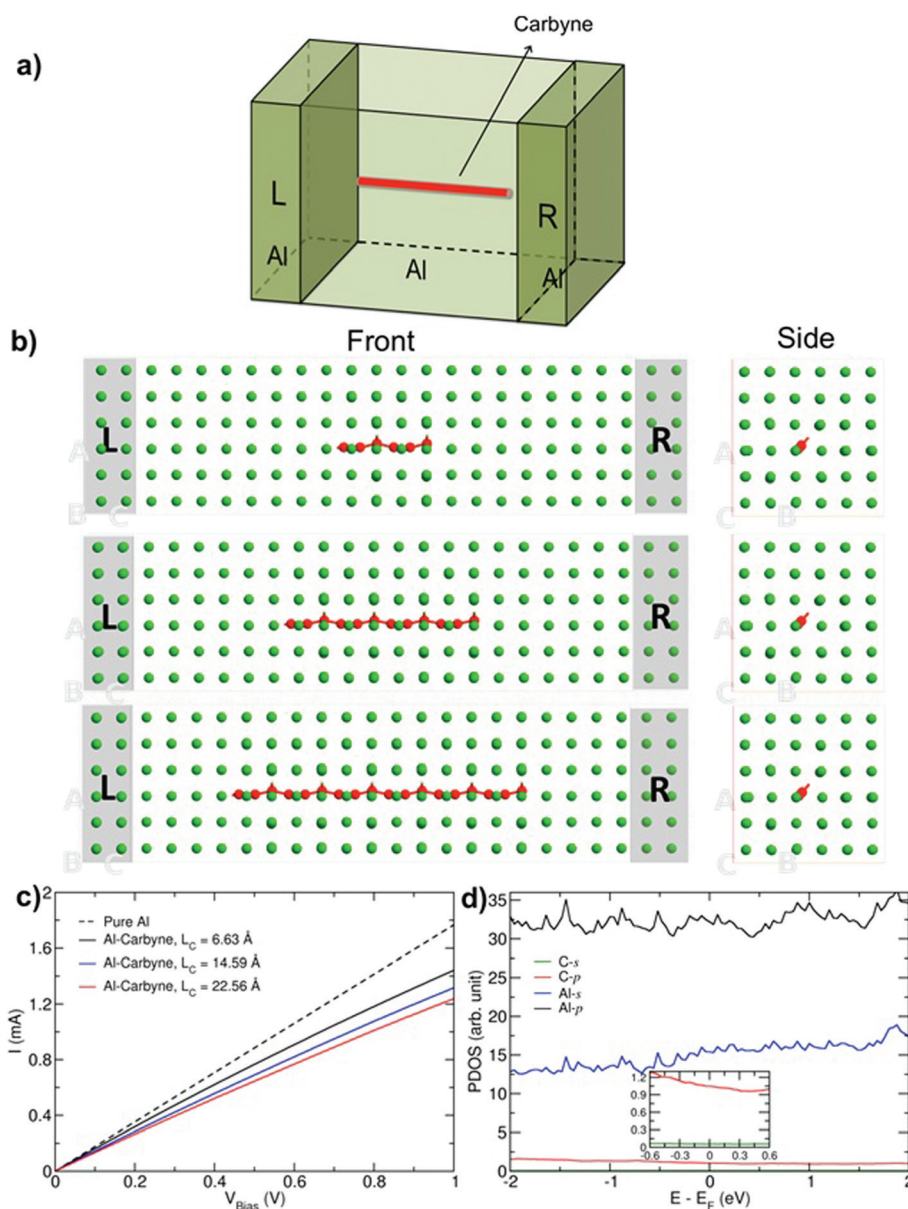 Carbyne
a)
L
R
Al
Al
Al
b)
Front
Side
L
R
A
B
C
A
C
B
L
R
A
B
C
A
C
B
L
R
A
B
C
A
C
B
c)
2
1.6
1.2
0.8
0.4
0
I (mA)
Pure Al
Al-Carbyne, L_C = 6.63 Å
Al-Carbyne, L_C = 14.59 Å
Al-Carbyne, L_C = 22.56 Å
0 0.2 0.4 0.6 0.8 1
V_Bias (V)
d)
35
30
25
20
15
10
5
0
PDOS (arb. unit)
C-s
C-p
Al-s
Al-p
1.2
0.9
0.6
0.3
0
-0.6 -0.3 0 0.3 0.6
-2 -1 0 1 2
E - E_F (eV)